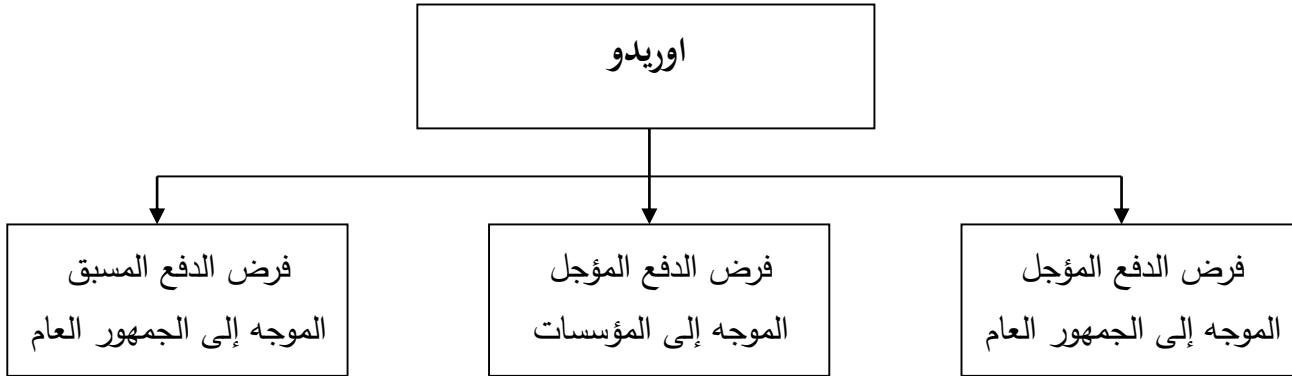 اوريدو
فرض الدفع المؤجل
الموجه إلى الجمهور العام
فرض الدفع المؤجل
الموجه إلى المؤسسات
فرض الدفع المسبق
الموجه إلى الجمهور العام